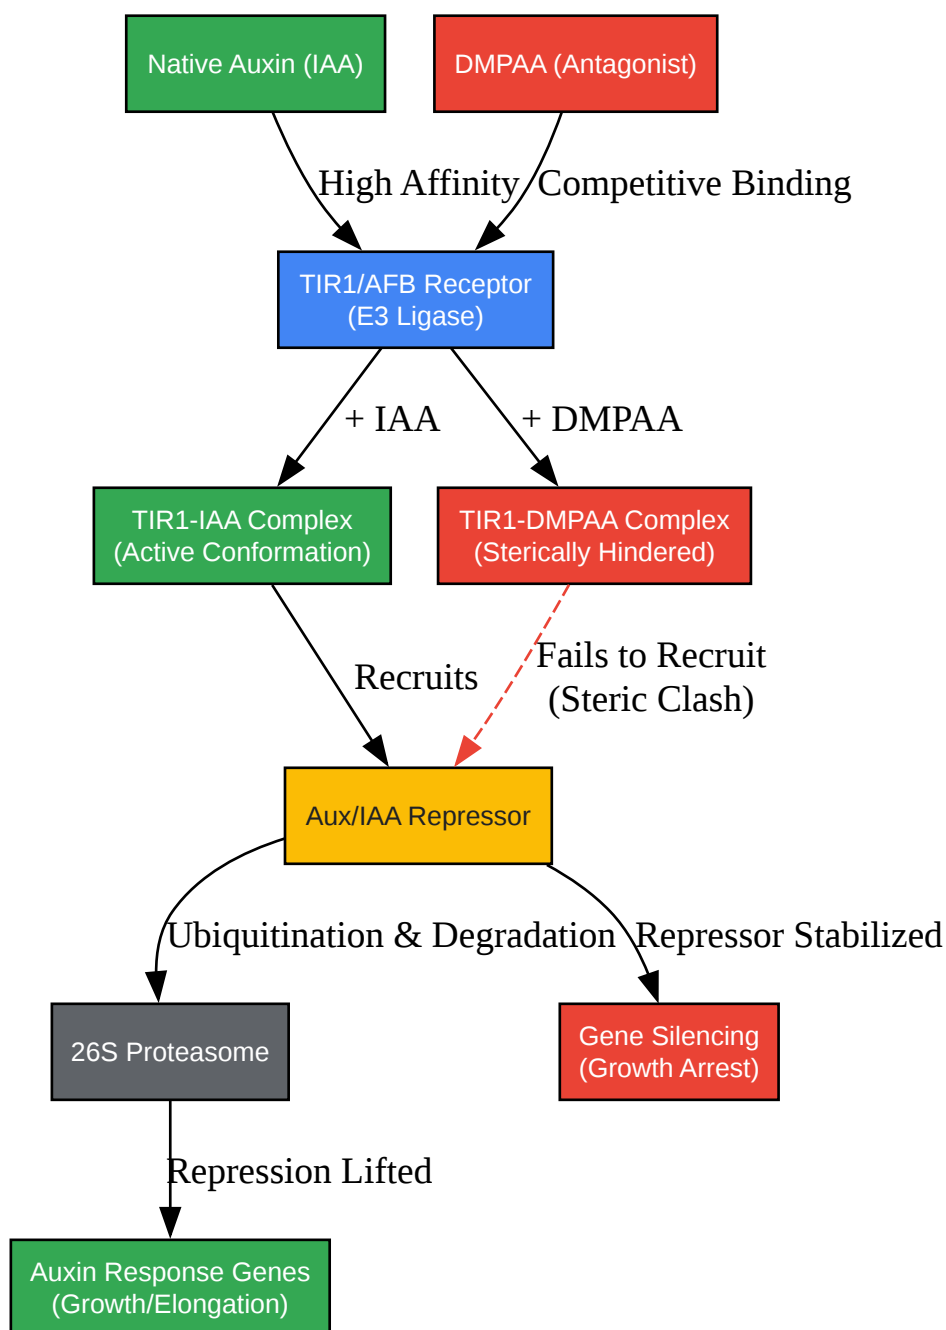 Native Auxin (IAA)
DMPAA (Antagonist)
High Affinity
Competitive Binding
TIR1/AFB Receptor
(E3 Ligase)
+ IAA
+ DMPAA
TIR1-IAA Complex
(Active Conformation)
TIR1-DMPAA Complex
(Sterically Hindered)
Recruits
Fails to Recruit
(Steric Clash)
Aux/IAA Repressor
Ubiquitination & Degradation
Repressor Stabilized
26S Proteasome
Gene Silencing
(Growth Arrest)
Repression Lifted
Auxin Response Genes
(Growth/Elongation)